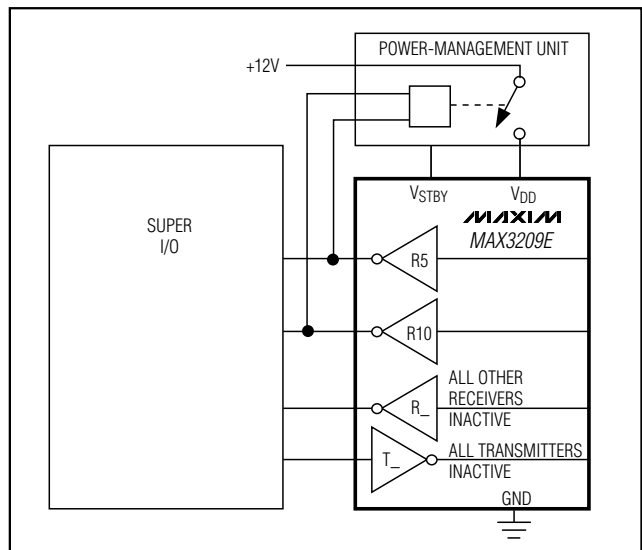 POWER-MANAGEMENT UNIT
+12V
VSTBY
VDD
MAXIM
MAX3209E
SUPER
I/O
R5
R10
R_
ALL OTHER
RECEIVERS
INACTIVE
T_
ALL TRANSMITTERS
INACTIVE
GND